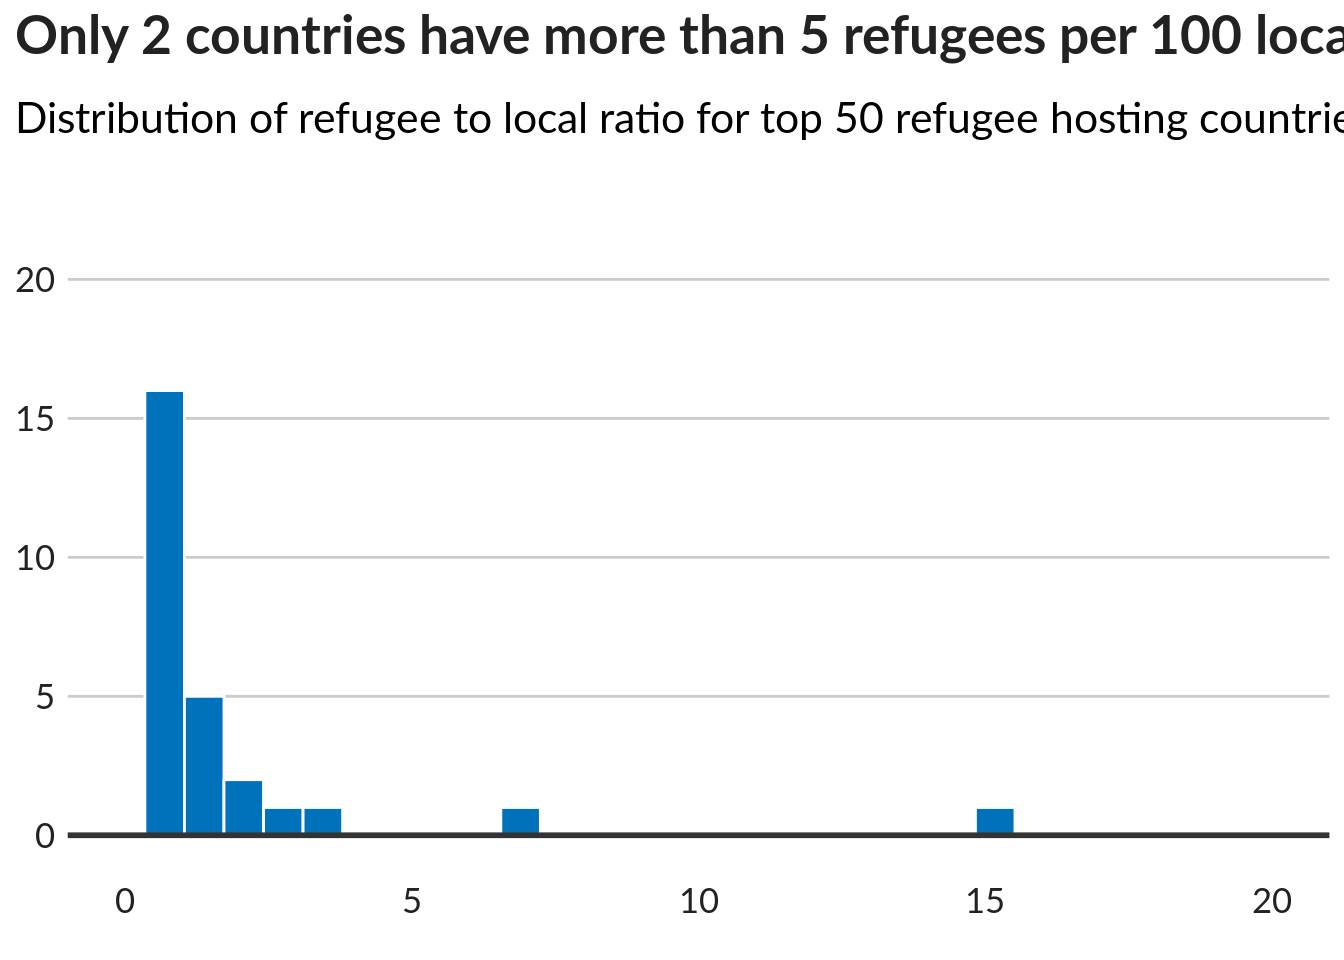 Only 2 countries have more than 5 refugees per 100 loca
Distribution of refugee to local ratio for top 50 refugee hosting countrie
20
15
10
5
0
0 5 10 15 20